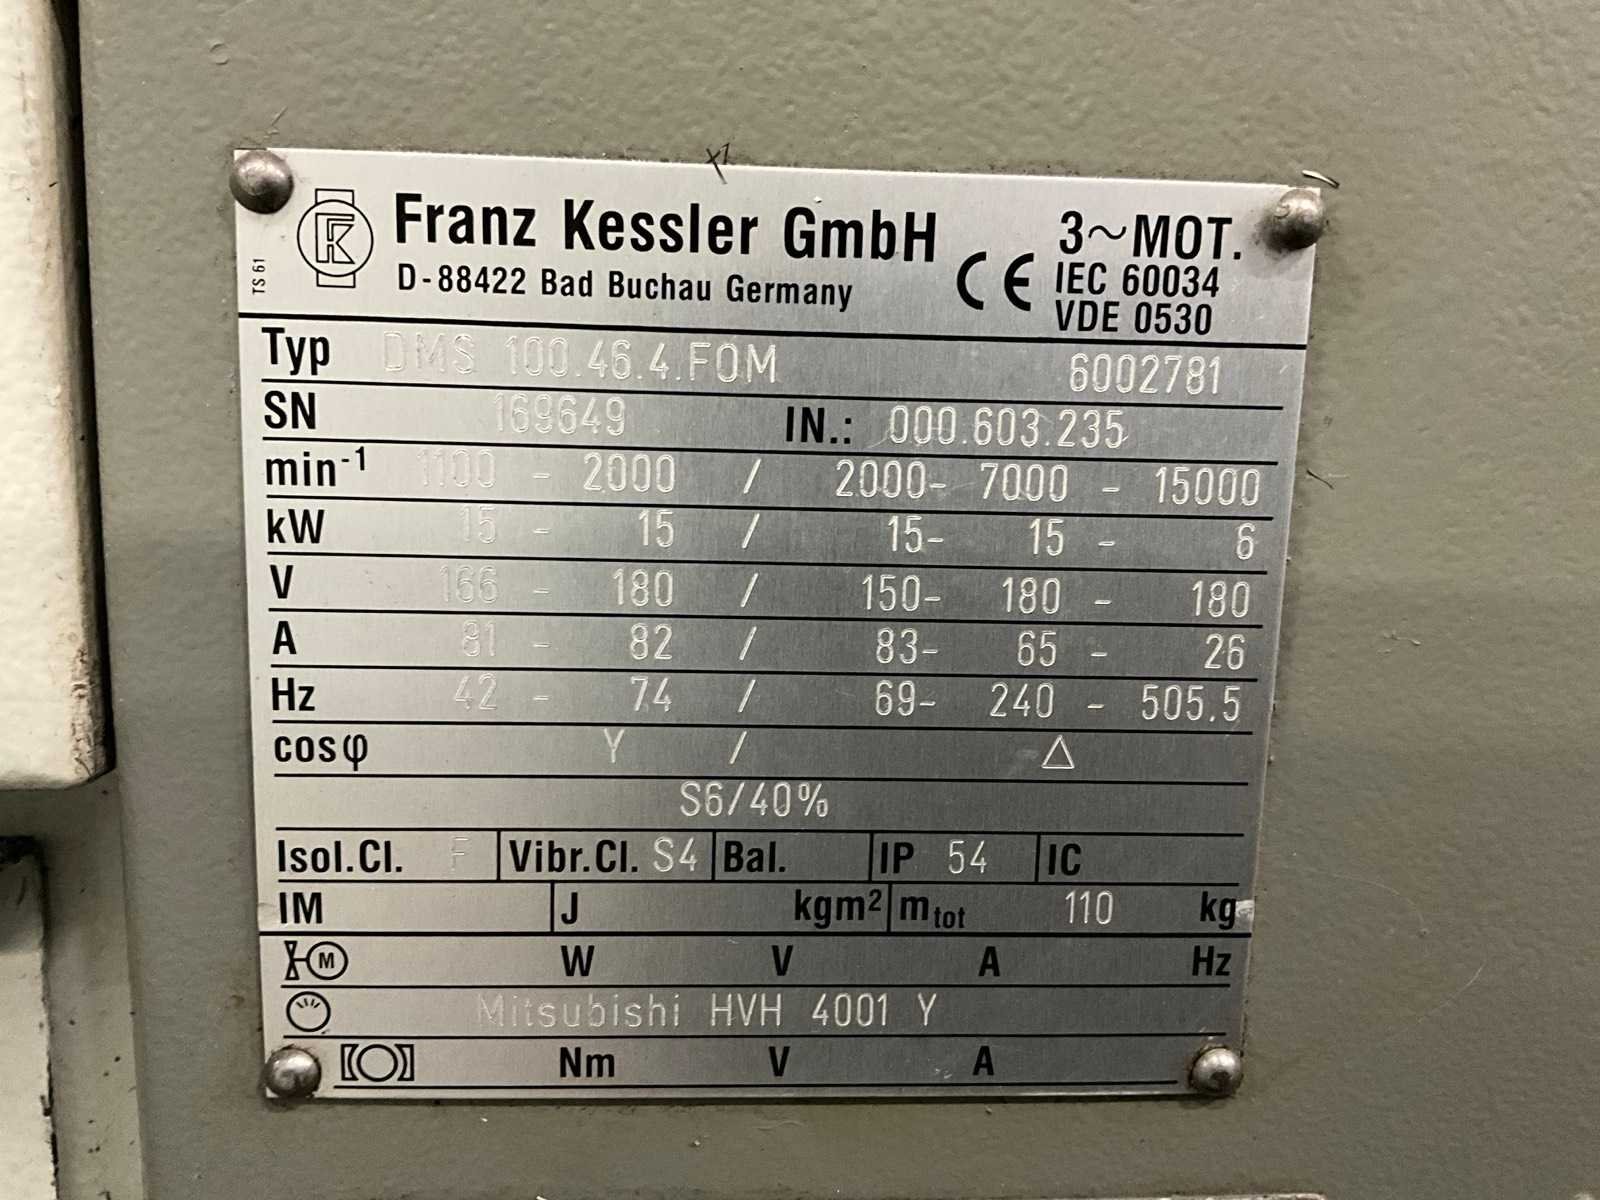 Franz Kessler GmbH
D-88422 Bad Buchau Germany
CE
3~MOT.
IEC 60034
VDE 0530
TS 61
Typ DMS 100.46.4.FOM 6002781
SN 169649 IN.: 000.603.235
min⁻¹ 1100 - 2000 / 2000- 7000 - 15000
kW 15 - 15 / 15- 15 - 6
V 166 - 180 / 150- 180 - 180
A 81 - 82 / 83- 65 - 26
Hz 42 - 74 / 69- 240 - 505.5
cosφ Y / Δ
S6/40%
Isol.Cl. F Vibr.Cl. S4 Bal. IP 54 IC
IM J kgm² mtot 110 kg
M W V A Hz
Mitsubishi HVH 4001 Y
Nm V A